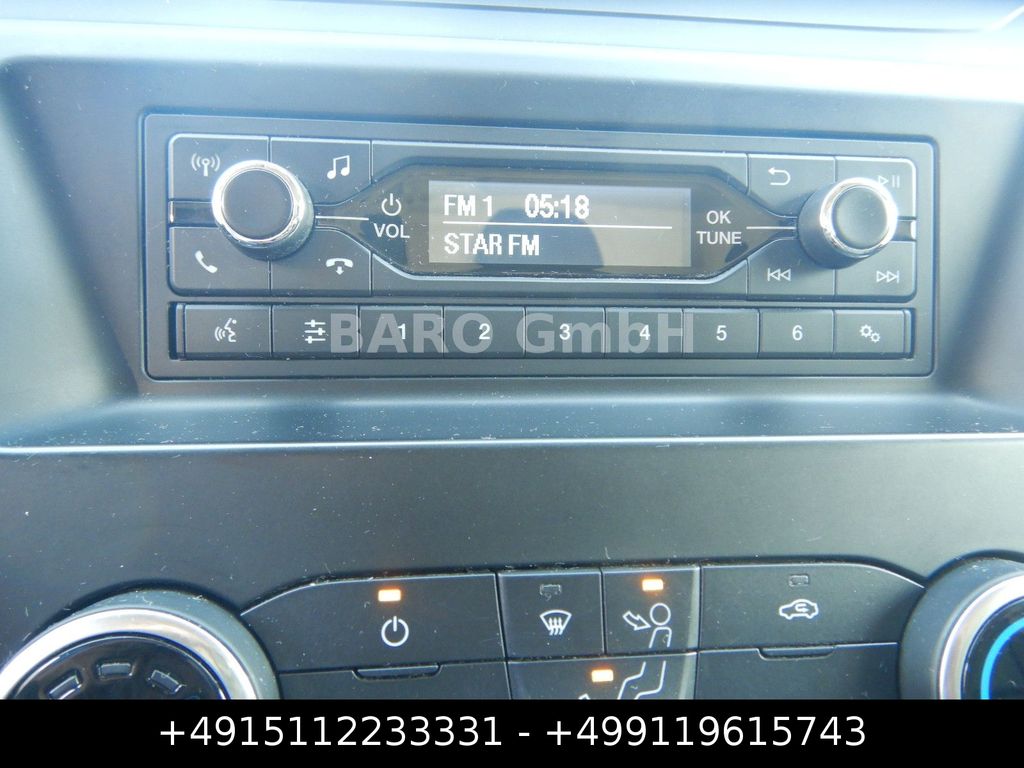 FM 1 05:18
VOL
OK
TUNE
STAR FM
1 2 3 4 5 6
BARO GmbH
+4915112233331 - +499119615743